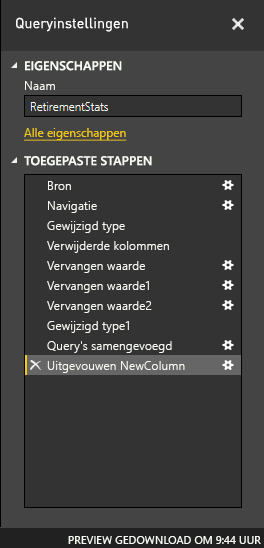 Queryinstellingen
EIGENSCHAPPEN
Naam
RetirementStats
Alle eigenschappen
TOEGEPASTE STAPPEN
Bron
Navigatie
Gewijzigd type
Verwijderde kolommen
Vervangen waarde
Vervangen waarde1
Vervangen waarde2
Gewijzigd type1
Query's samengevoegd
Uitgevouwen NewColumn
PREVIEW GEDOWNLOAD OM 9:44 UUR